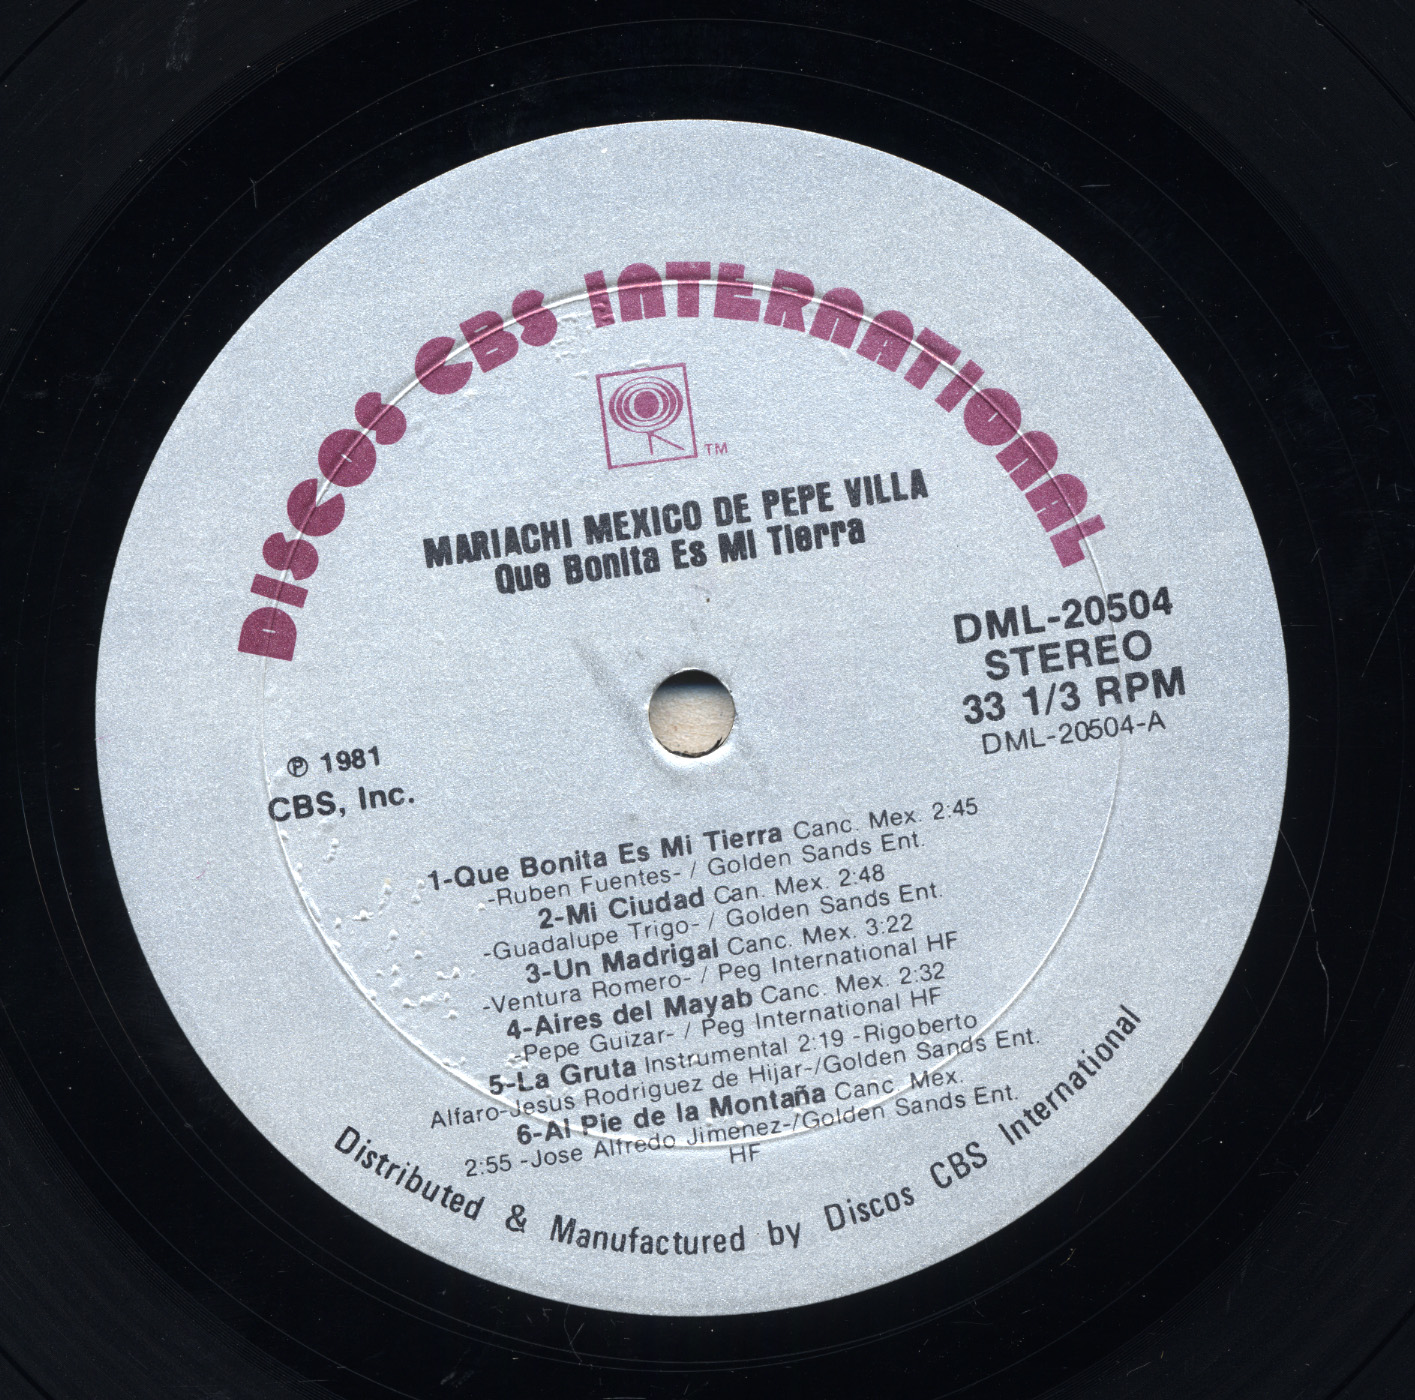 DISCOS CBS INTERNATIONAL
TM
MARIACHI MEXICO DE PEPE VILLA
Que Bonita Es Mi Tierra
DML-20504
STEREO
33 1/3 RPM
DML-20504-A
℗ 1981
CBS, Inc.
1-Que Bonita Es Mi Tierra Canc. Mex. 2:45
-Ruben Fuentes- / Golden Sands Ent.
2-Mi Ciudad Can. Mex. 2:48
-Guadalupe Trigo- / Golden Sands Ent.
3-Un Madrigal Canc. Mex. 3:22
-Ventura Romero- / Peg International HF
4-Aires del Mayab Canc. Mex. 2:32
-Pepe Guizar- / Peg International HF
5-La Gruta Instrumental 2:19 -Rigoberto
Alfaro-Jesus Rodriguez de Hijar-/Golden Sands Ent.
6-Al Pie de la Montaña Canc. Mex.
2:55 -Jose Alfredo Jimenez-/Golden Sands Ent.
HF
Distributed & Manufactured by Discos CBS International